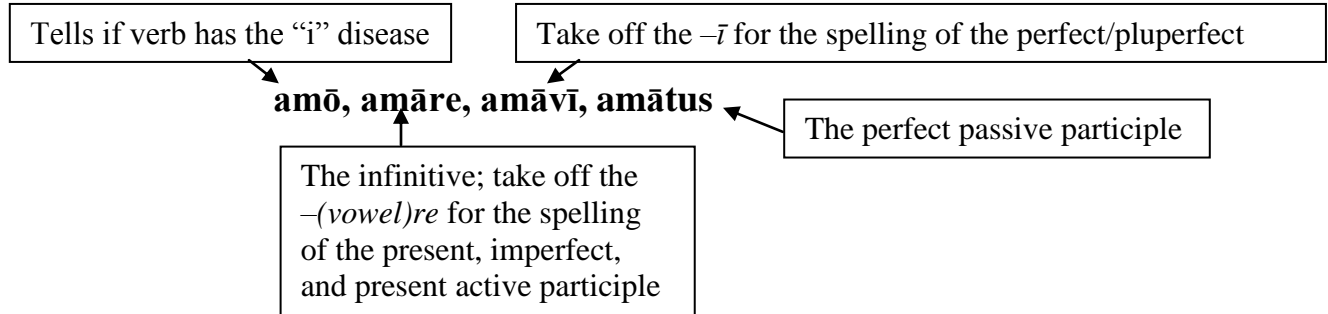 Tells if verb has the “i” disease
Take off the –ī for the spelling of the perfect/pluperfect
amō, amāre, amāvī, amātus
The perfect passive participle
The infinitive; take off the
–(vowel)re for the spelling
of the present, imperfect,
and present active participle